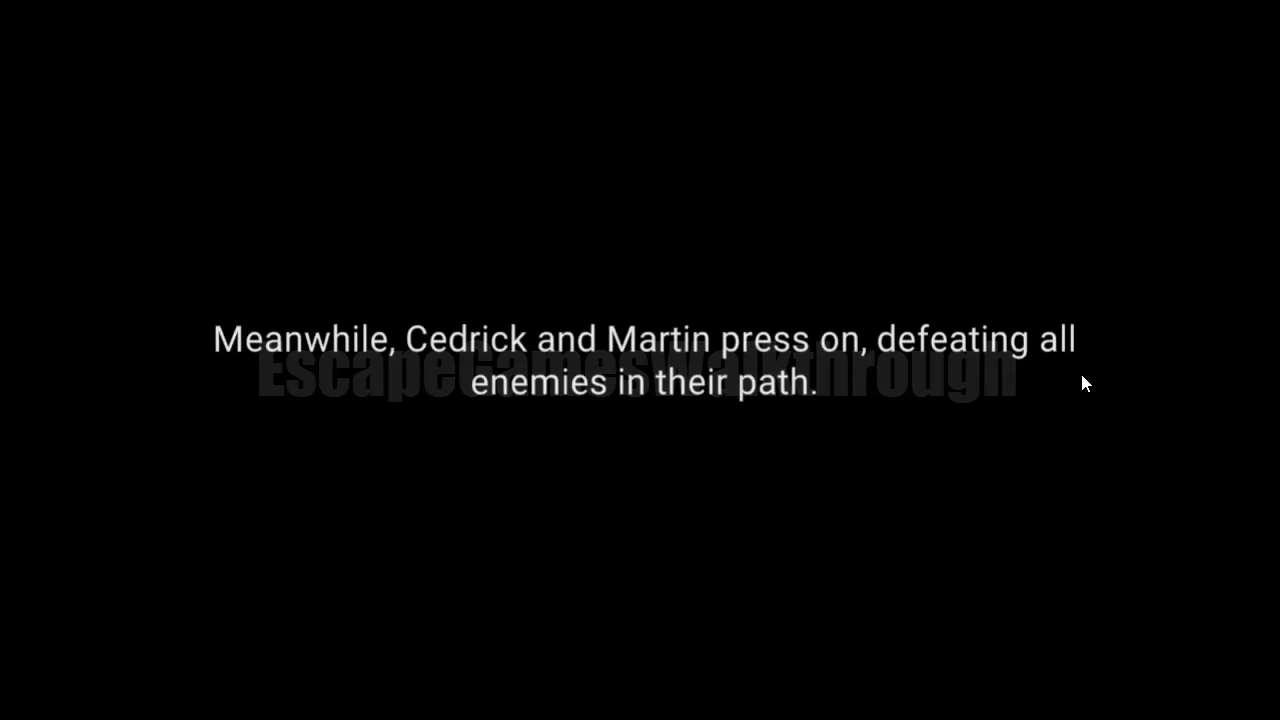 Meanwhile, Cedrick and Martin press on, defeating all
EscapeGamesWalkthrough
enemies in their path.